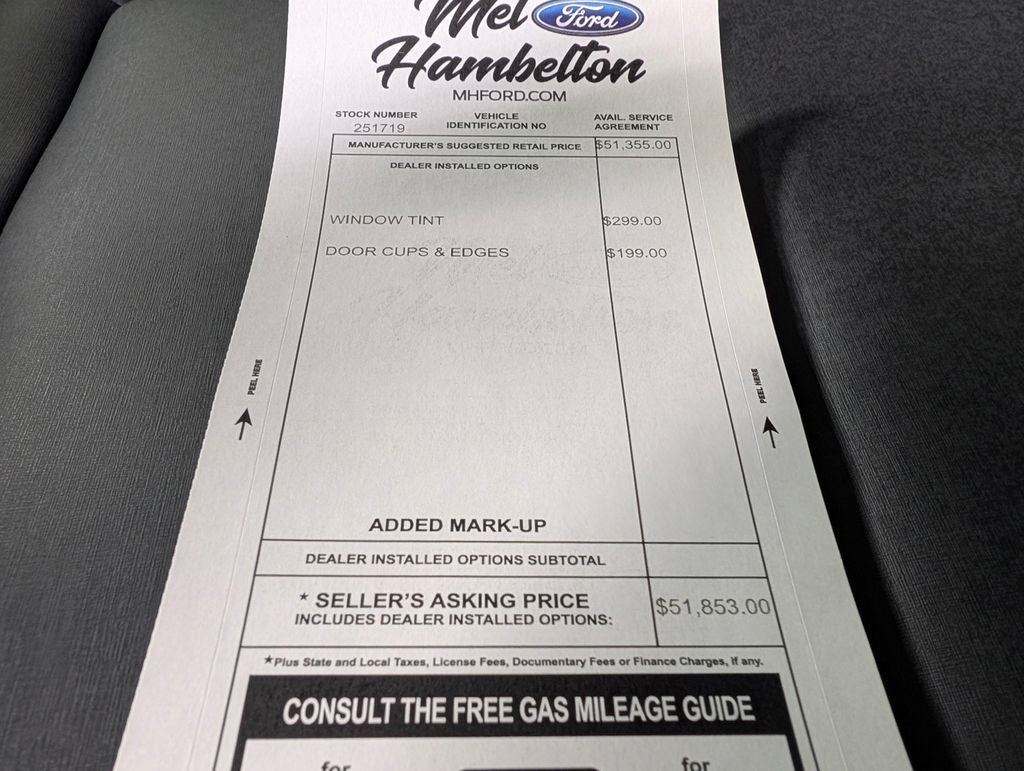 Mel Ford
Hambelton
MHFORD.COM
STOCK NUMBER
251719
VEHICLE
IDENTIFICATION NO
AVAIL. SERVICE
AGREEMENT
MANUFACTURER'S SUGGESTED RETAIL PRICE $51,355.00
DEALER INSTALLED OPTIONS
WINDOW TINT $299.00
DOOR CUPS & EDGES $199.00
PEEL HERE
PEEL HERE
ADDED MARK-UP
DEALER INSTALLED OPTIONS SUBTOTAL
* SELLER'S ASKING PRICE $51,853.00
INCLUDES DEALER INSTALLED OPTIONS:
*Plus State and Local Taxes, License Fees, Documentary Fees or Finance Charges, if any.
CONSULT THE FREE GAS MILEAGE GUIDE
for for